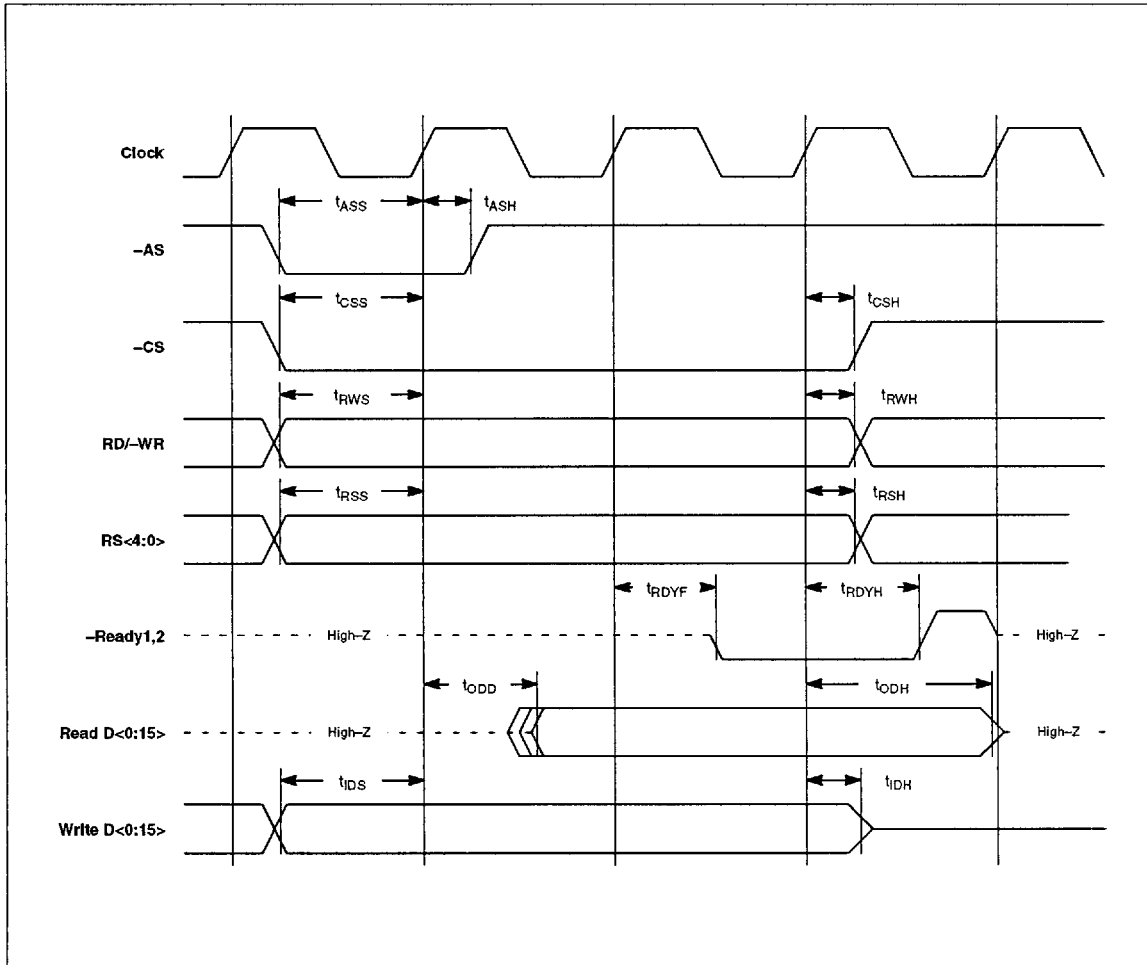 Clock
tASS tASH
–AS
tCSS tCSH
–CS
tRWS tRWH
RD/–WR
tRSS tRSH
RS<4:0>
tRDYF tRDYH
–Ready1,2 High–Z High–Z
tODD tODH
Read D<0:15> High–Z High–Z
tIDS tIDH
Write D<0:15>